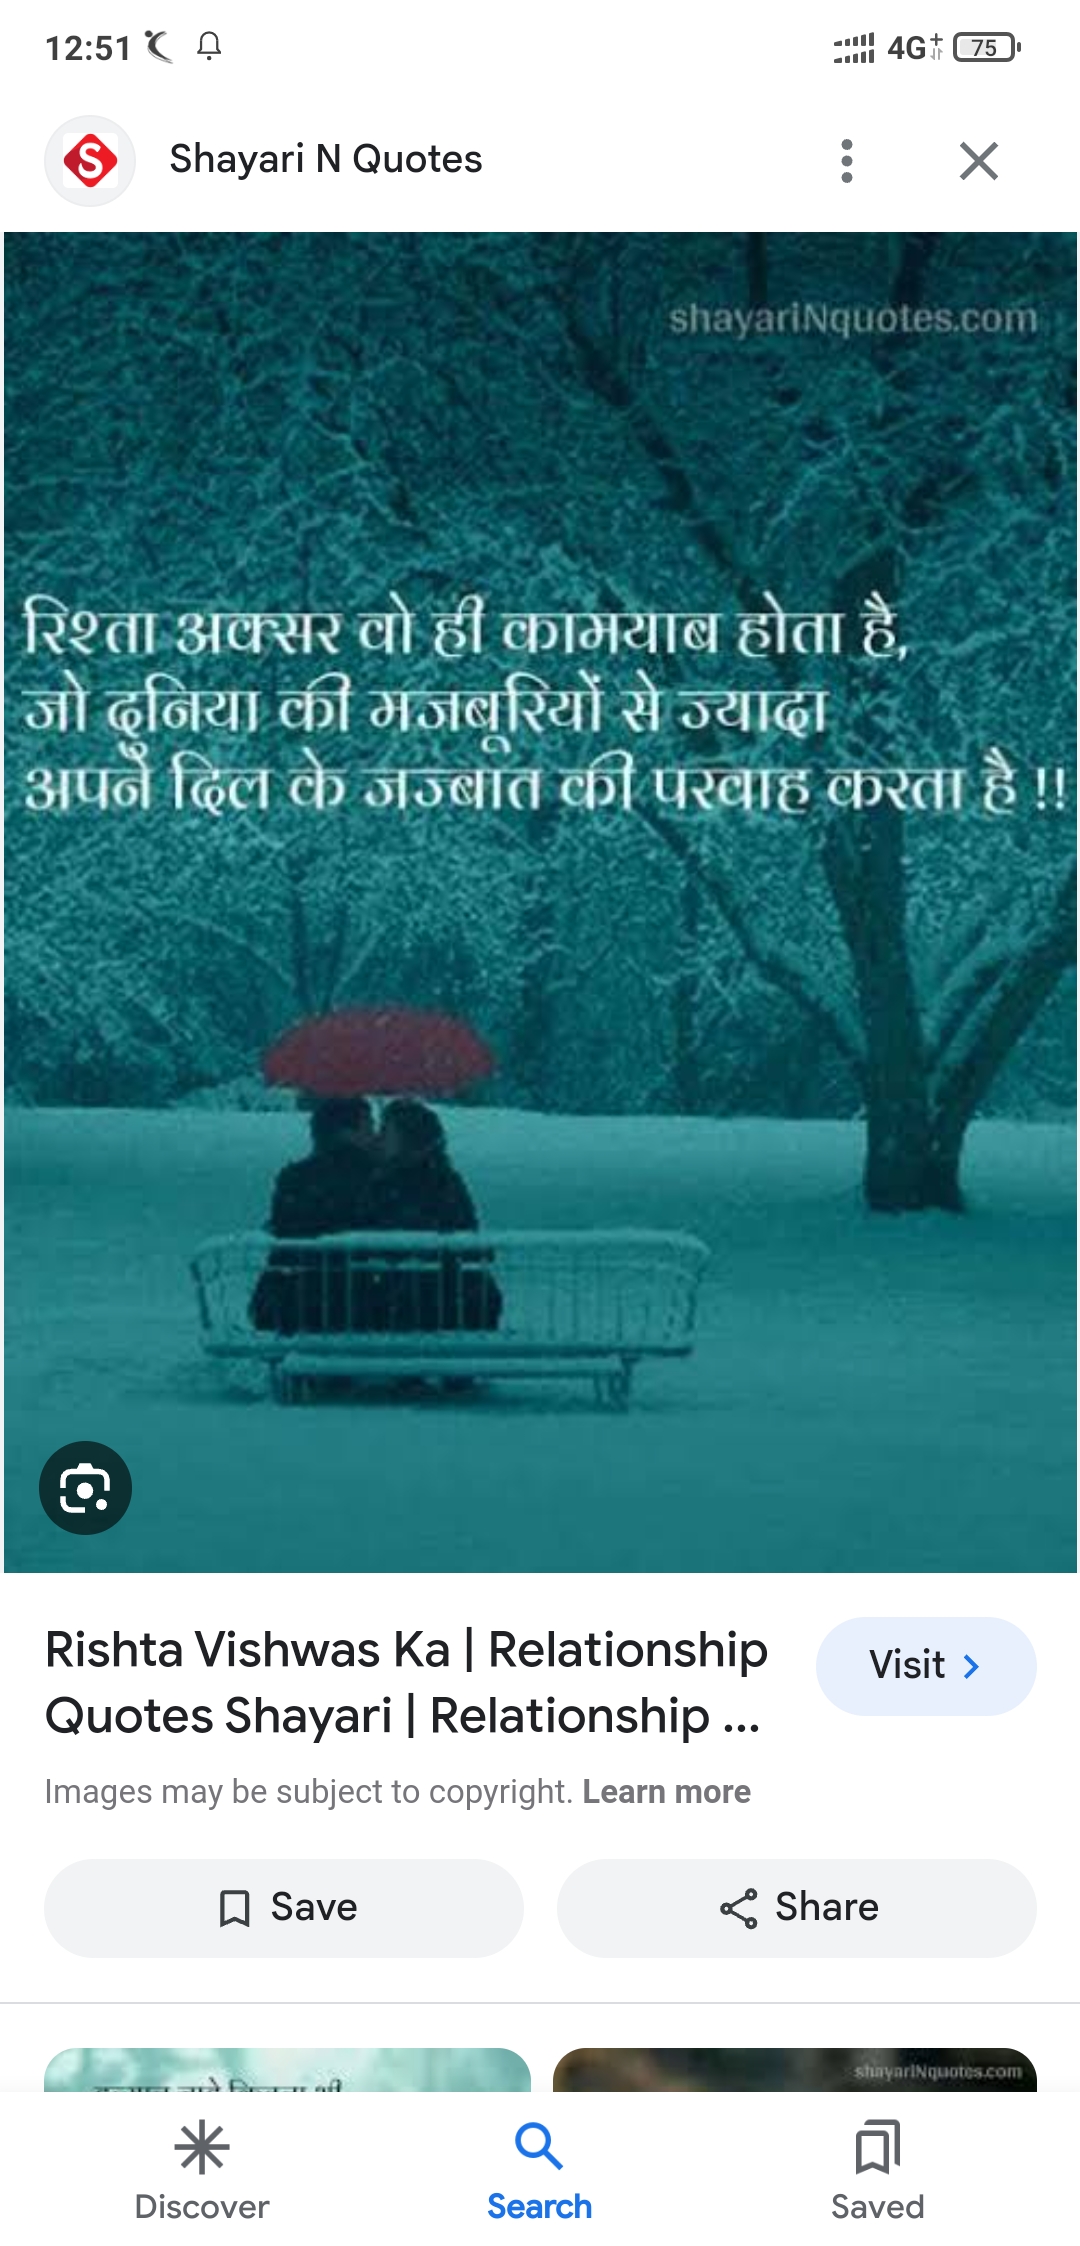 12:51
4G+
75
Shayari N Quotes
shayariNquotes.com
रिश्ता अक्सर वो ही कामयाब होता है,
जो दुनिया की मजबूरियों से ज्यादा
अपने दिल के जज्बात की परवाह करता है !!
Rishta Vishwas Ka | Relationship
Quotes Shayari | Relationship ...
Visit
Images may be subject to copyright. Learn more
Save
Share
shayariNquotes.com
Discover
Search
Saved